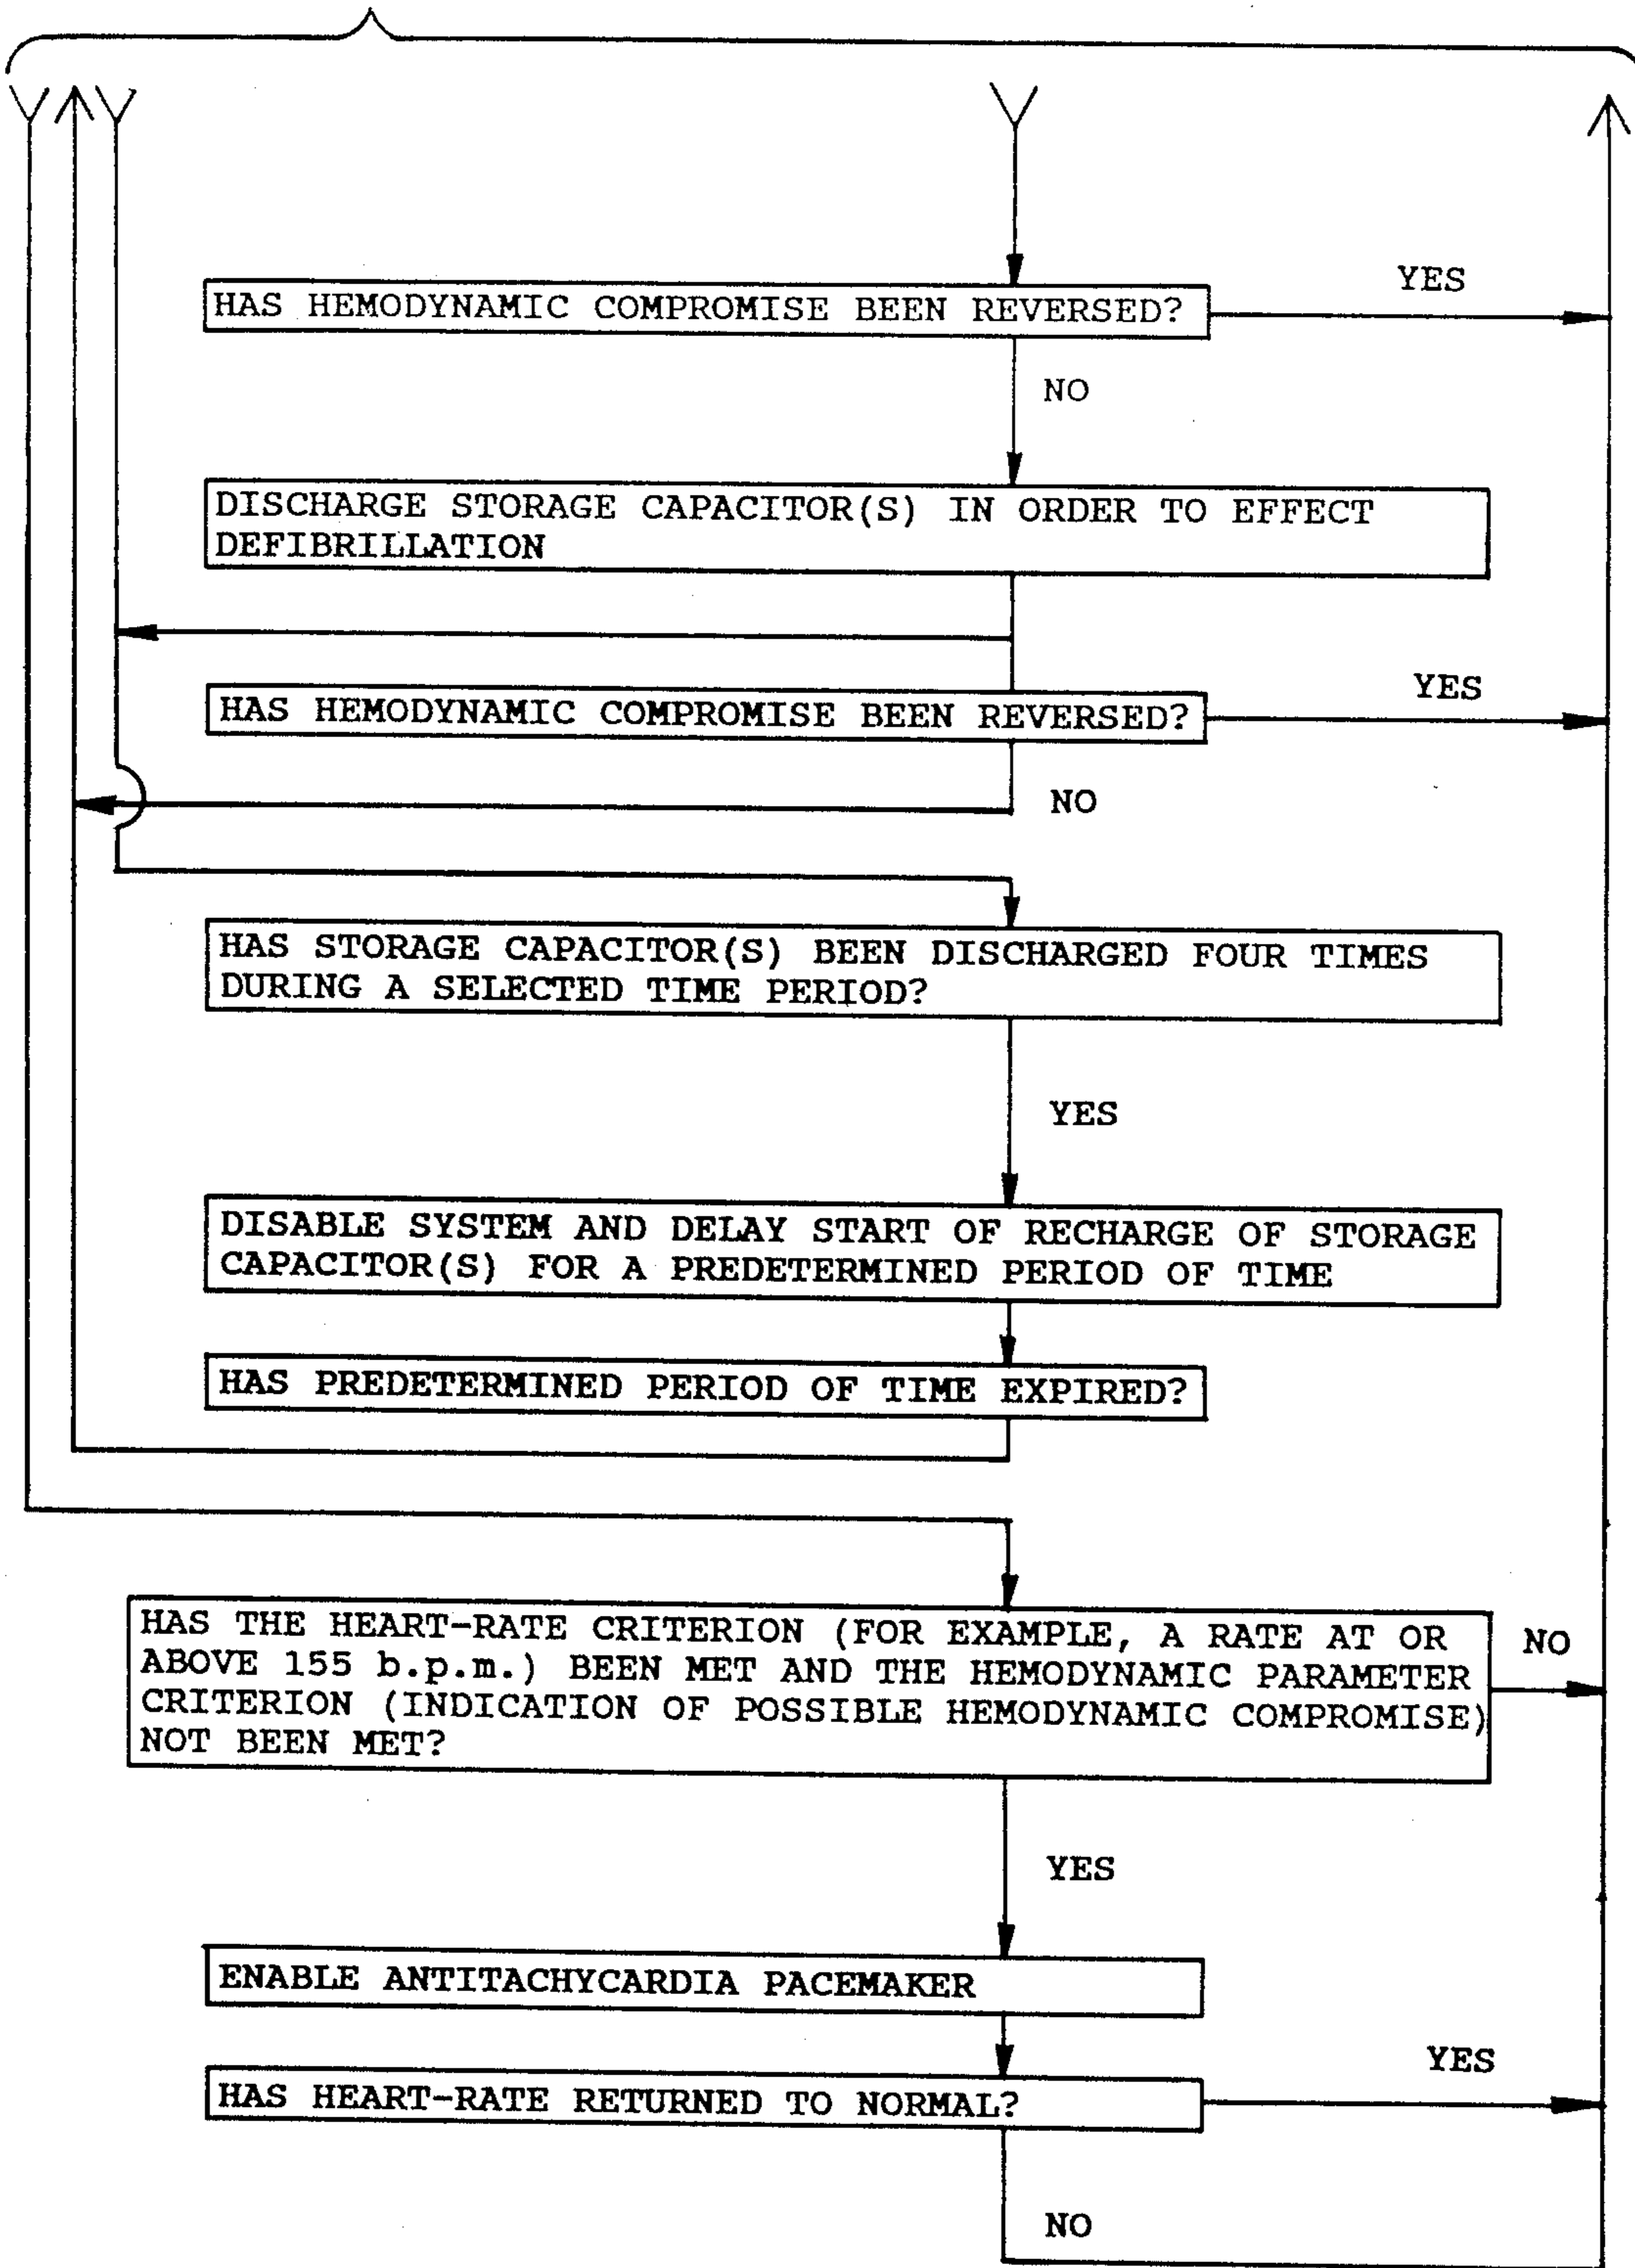 HAS HEMODYNAMIC COMPROMISE BEEN REVERSED?
YES
NO
DISCHARGE STORAGE CAPACITOR(S) IN ORDER TO EFFECT
DEFIBRILLATION
HAS HEMODYNAMIC COMPROMISE BEEN REVERSED?
YES
NO
HAS STORAGE CAPACITOR(S) BEEN DISCHARGED FOUR TIMES
DURING A SELECTED TIME PERIOD?
YES
DISABLE SYSTEM AND DELAY START OF RECHARGE OF STORAGE
CAPACITOR(S) FOR A PREDETERMINED PERIOD OF TIME
HAS PREDETERMINED PERIOD OF TIME EXPIRED?
HAS THE HEART-RATE CRITERION (FOR EXAMPLE, A RATE AT OR
ABOVE 155 b.p.m.) BEEN MET AND THE HEMODYNAMIC PARAMETER
CRITERION (INDICATION OF POSSIBLE HEMODYNAMIC COMPROMISE)
NOT BEEN MET?
NO
YES
ENABLE ANTITACHYCARDIA PACEMAKER
HAS HEART-RATE RETURNED TO NORMAL?
YES
NO